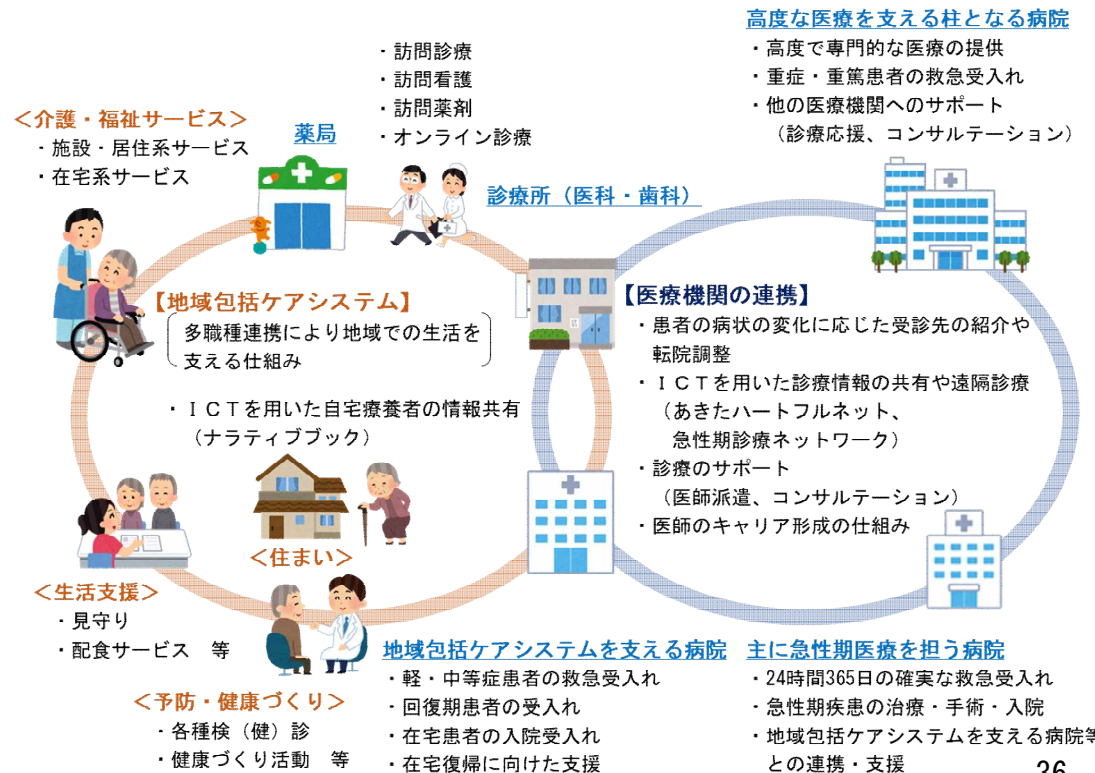 高度な医療を支える柱となる病院
・高度で専門的な医療の提供
・重症・重篤患者の救急受入れ
・他の医療機関へのサポート
（診療応援、コンサルテーション）
・訪問診療
・訪問看護
・訪問薬剤
・オンライン診療
＜介護・福祉サービス＞
・施設・居住系サービス
・在宅系サービス
薬局
診療所（医科・歯科）
【地域包括ケアシステム】
多職種連携により地域での生活を
支える仕組み
・ＩＣＴを用いた自宅療養者の情報共有
（ナラティブブック）
【医療機関の連携】
・患者の病状の変化に応じた受診先の紹介や
転院調整
・ＩＣＴを用いた診療情報の共有や遠隔診療
（あきたハートフルネット、
急性期診療ネットワーク）
・診療のサポート
（医師派遣、コンサルテーション）
・医師のキャリア形成の仕組み
＜住まい＞
＜生活支援＞
・見守り
・配食サービス　等
＜予防・健康づくり＞
・各種検（健）診
・健康づくり活動　等
地域包括ケアシステムを支える病院
・軽・中等症患者の救急受入れ
・回復期患者の受入れ
・在宅患者の入院受入れ
・在宅復帰に向けた支援
主に急性期医療を担う病院
・24時間365日の確実な救急受入れ
・急性期疾患の治療・手術・入院
・地域包括ケアシステムを支える病院等
との連携・支援